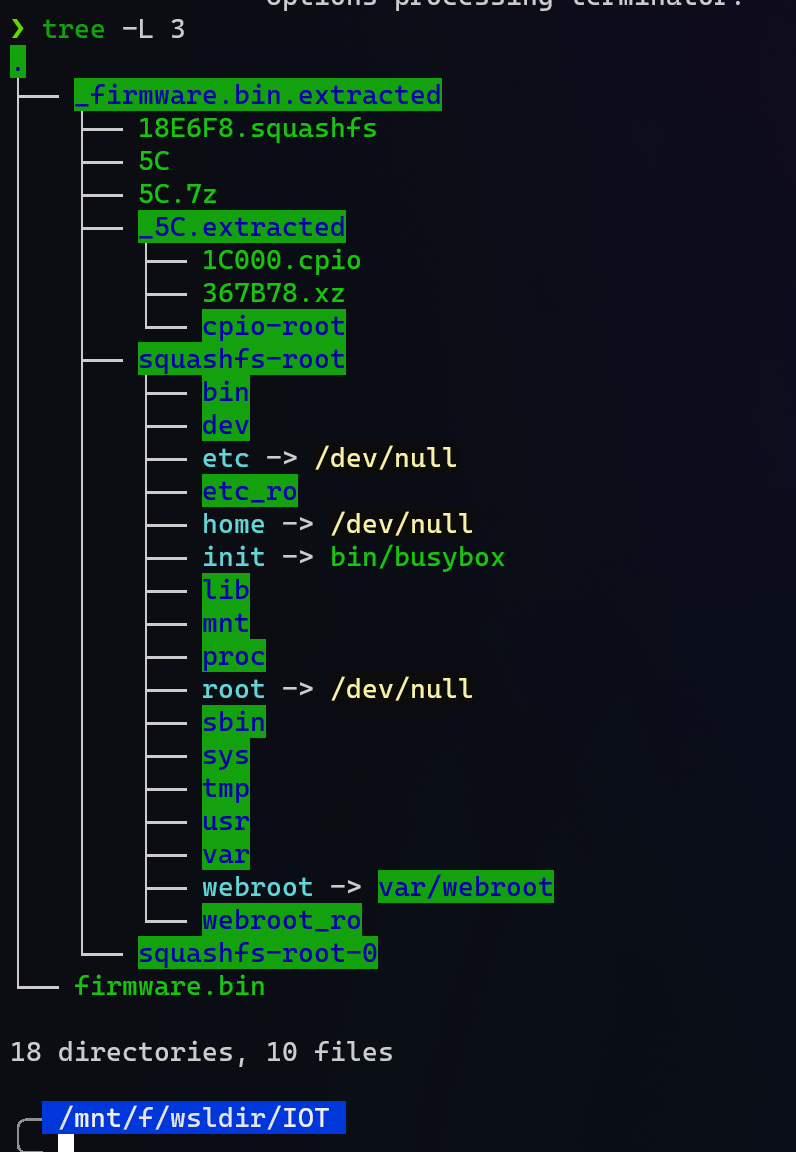 Options processing terminator.
❯ tree -L 3
.
├── _firmware.bin.extracted
│   ├── 18E6F8.squashfs
│   ├── 5C
│   ├── 5C.7z
│   ├── _5C.extracted
│   │   ├── 1C000.cpio
│   │   ├── 367B78.xz
│   │   └── cpio-root
│   ├── squashfs-root
│   │   ├── bin
│   │   ├── dev
│   │   ├── etc -> /dev/null
│   │   ├── etc_ro
│   │   ├── home -> /dev/null
│   │   ├── init -> bin/busybox
│   │   ├── lib
│   │   ├── mnt
│   │   ├── proc
│   │   ├── root -> /dev/null
│   │   ├── sbin
│   │   ├── sys
│   │   ├── tmp
│   │   ├── usr
│   │   ├── var
│   │   ├── webroot -> var/webroot
│   │   └── webroot_ro
│   └── squashfs-root-0
└── firmware.bin
18 directories, 10 files
/mnt/f/wsldir/IOT